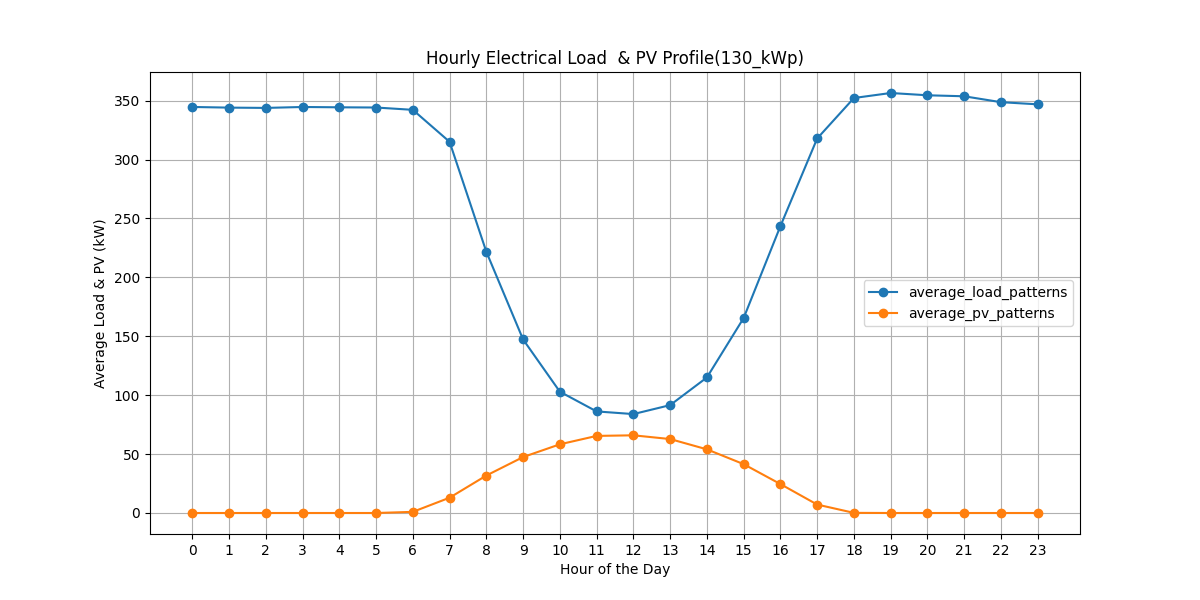 Hourly Electrical Load  & PV Profile(130_kWp)
Average Load & PV (kW)
350
300
250
200
150
100
50
0
average_load_patterns
average_pv_patterns
0 1 2 3 4 5 6 7 8 9 10 11 12 13 14 15 16 17 18 19 20 21 22 23
Hour of the Day